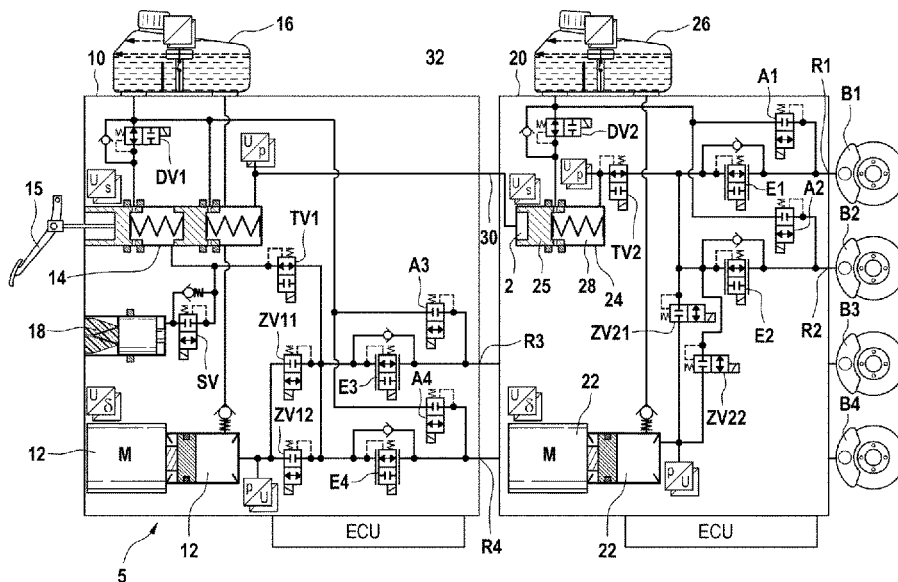 16
26
10
32
20
A1
R1
B1
U
p
DV1
DV2
U
s
U
p
U
s
U
p
E1
A2
B2
15
TV1
30
TV2
14
2
25
28
24
E2
R2
A3
ZV11
ZV21
B3
18
SV
E3
R3
A4
U
δ
ZV12
U
δ
22
ZV22
B4
12
M
M
p
U
E4
p
U
5
12
ECU
R4
22
ECU